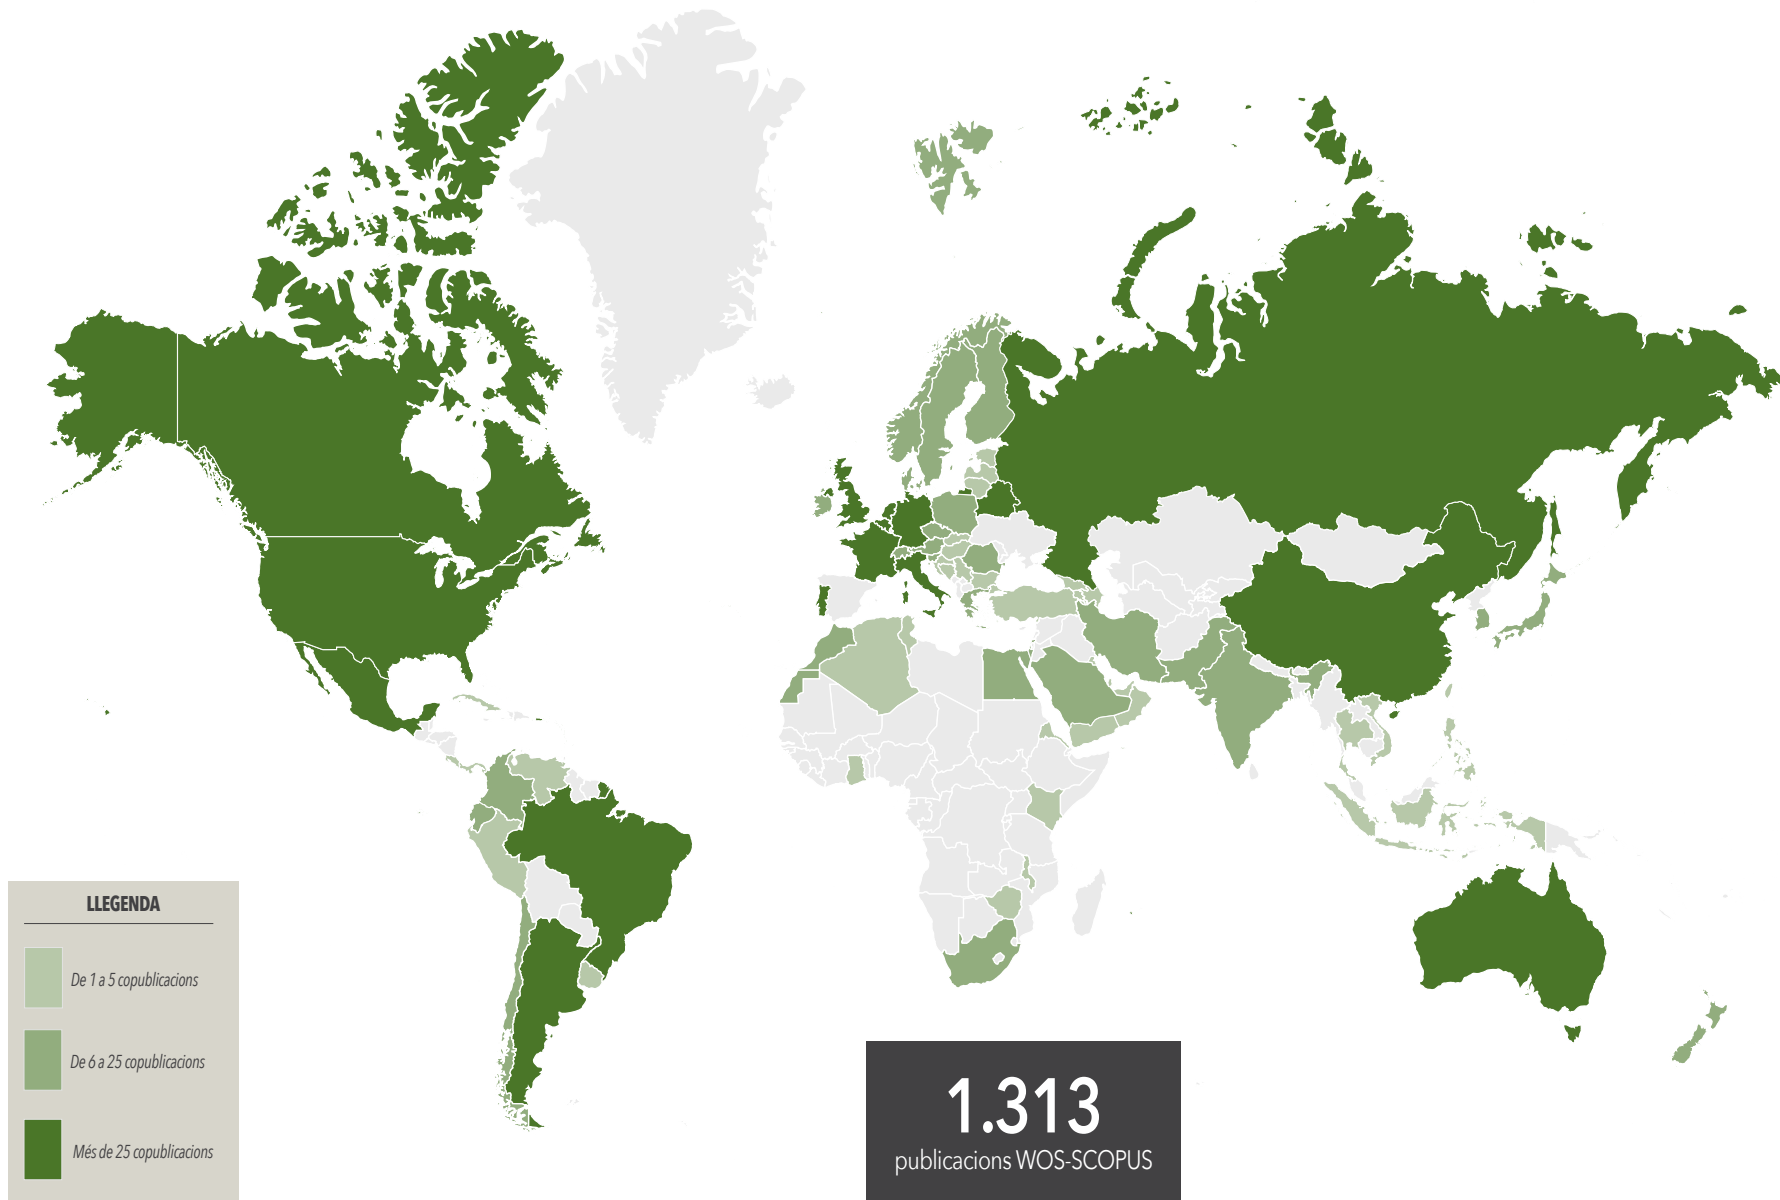 LLEGENDA
De 1 a 5 copublicacions
De 6 a 25 copublicacions
Més de 25 copublicacions
1.313
publicacions WOS-SCOPUS